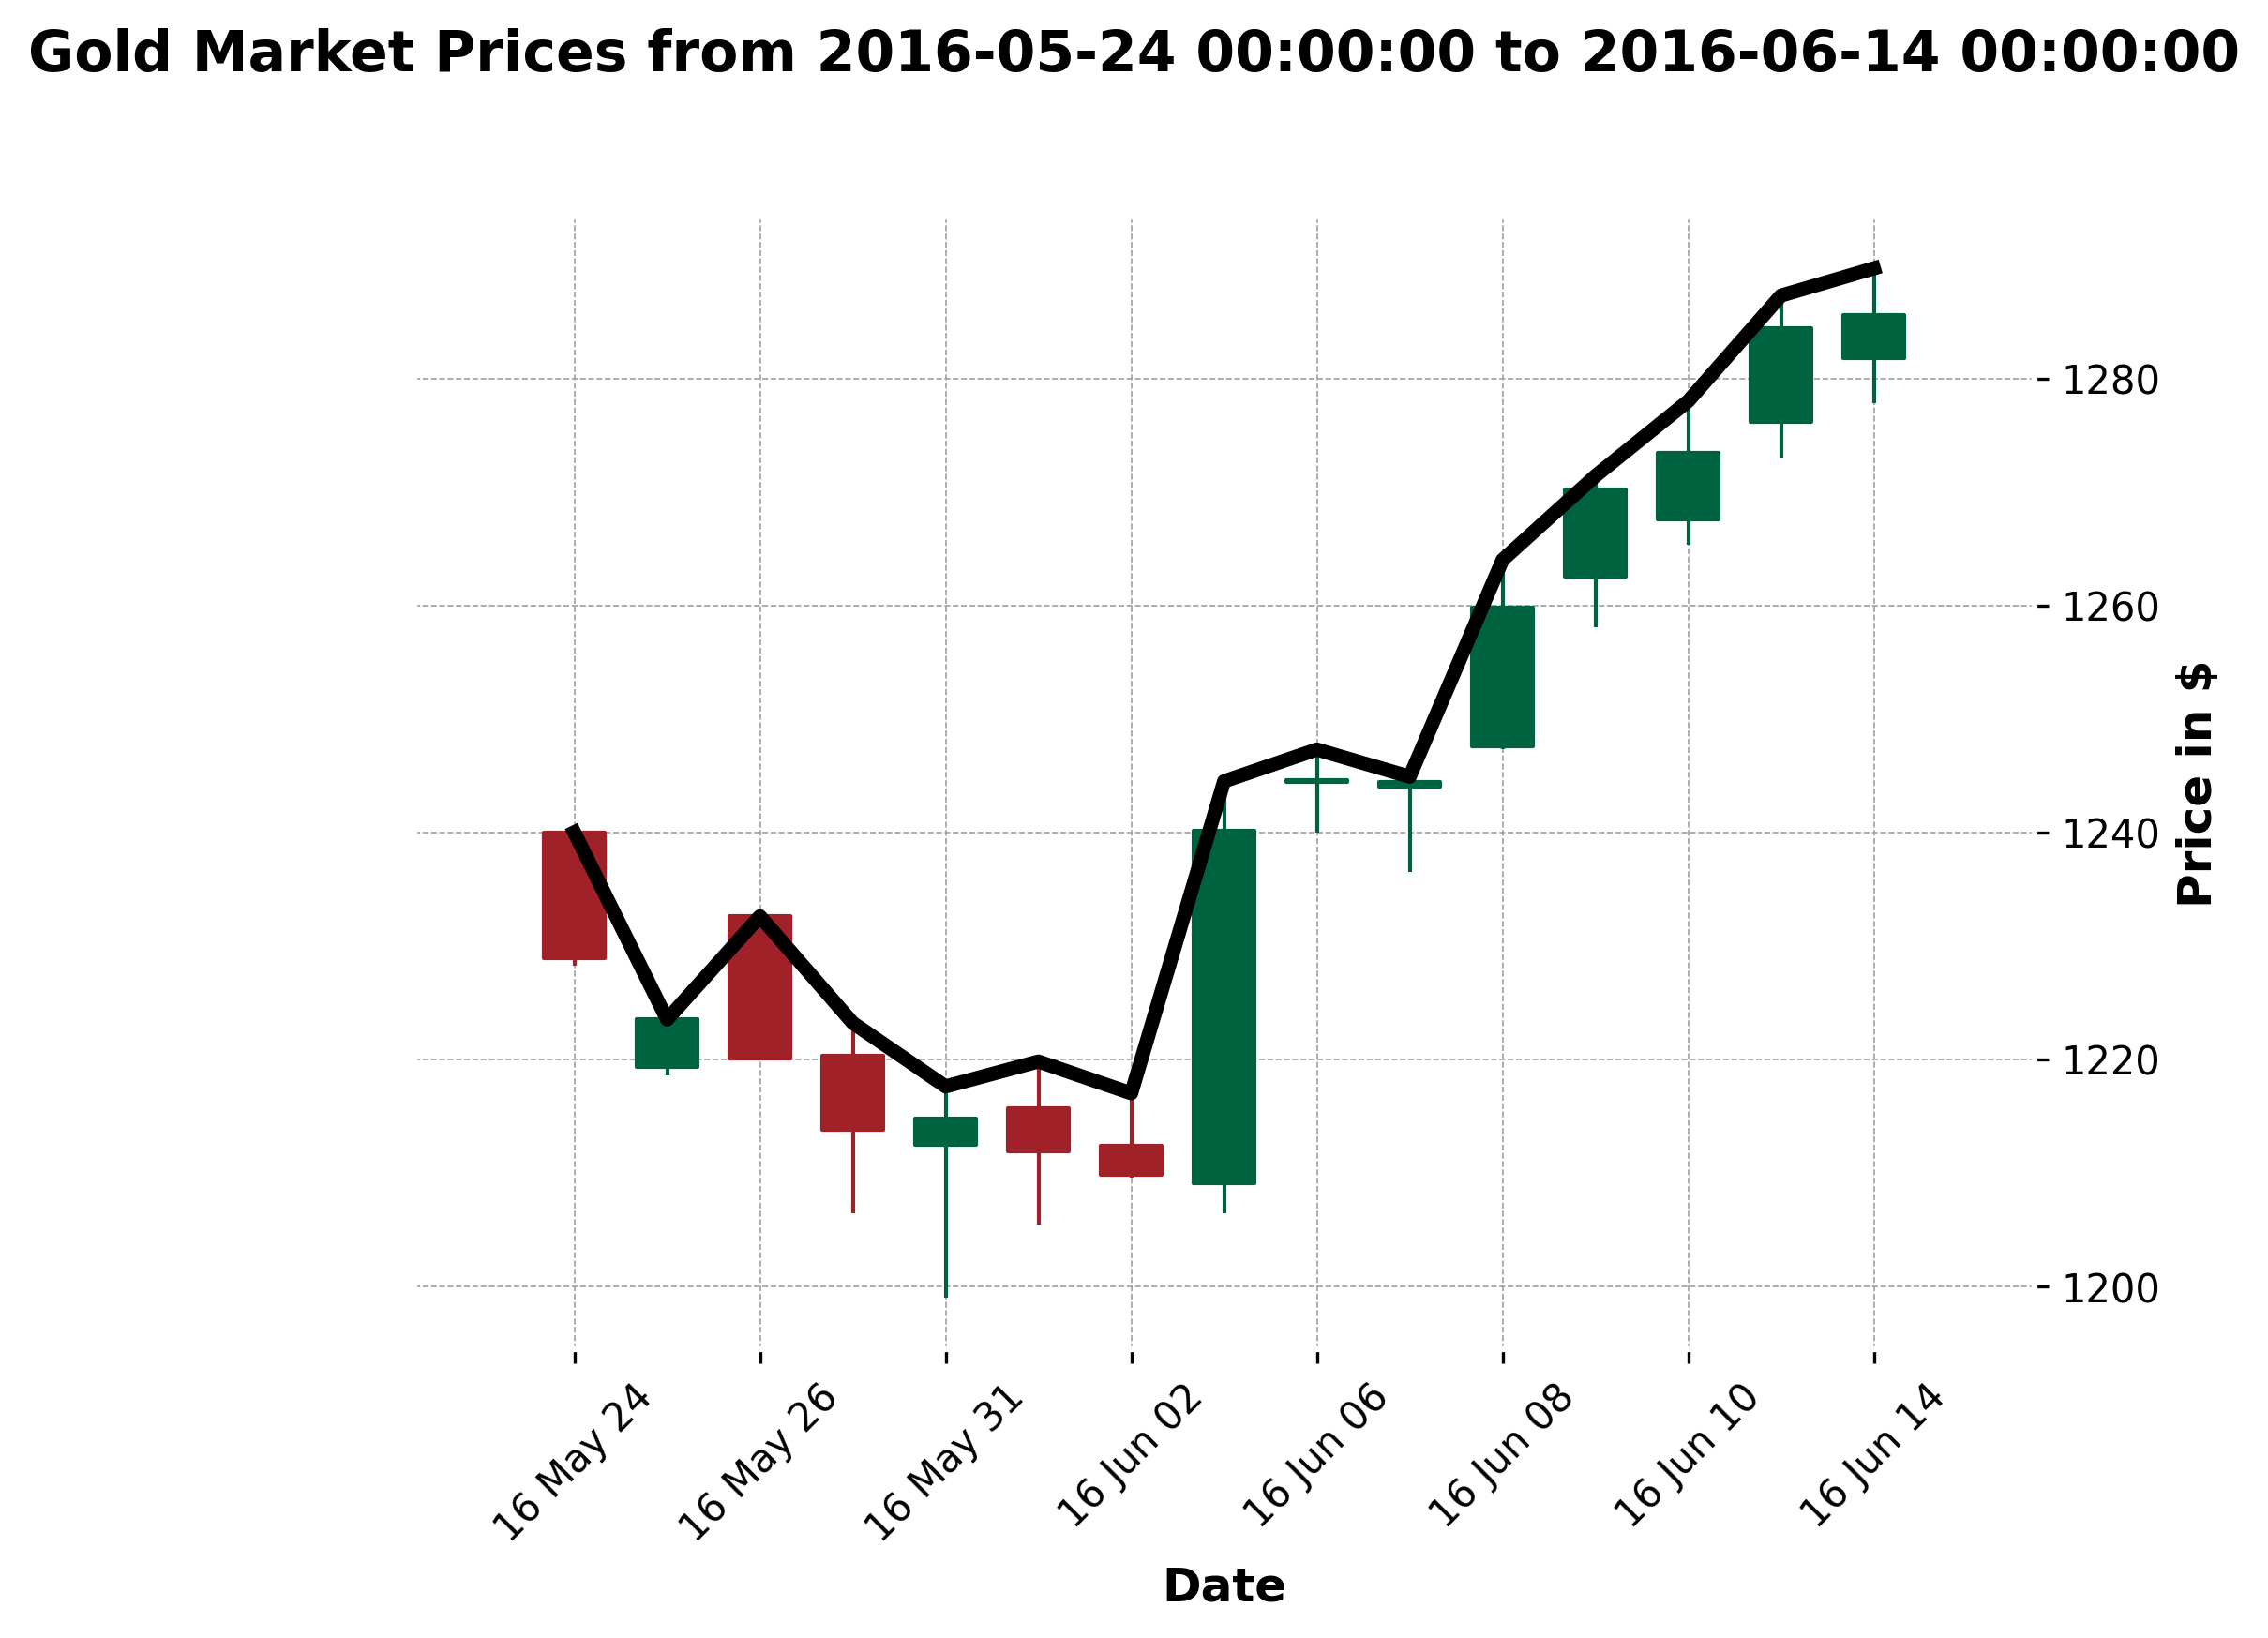 Gold Market Prices from 2016-05-24 00:00:00 to 2016-06-14 00:00:00
1280
1260
1240
1220
1200
Price in $
16 May 24
16 May 26
16 May 31
16 Jun 02
16 Jun 06
16 Jun 08
16 Jun 10
16 Jun 14
Date